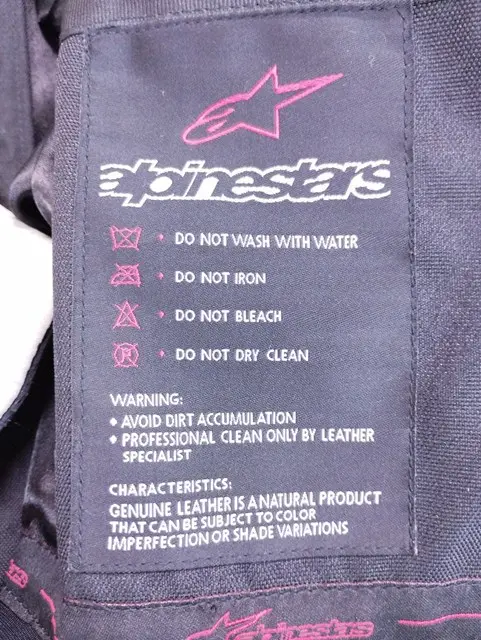 alpinestars
• DO NOT WASH WITH WATER
• DO NOT IRON
• DO NOT BLEACH
P • DO NOT DRY CLEAN
WARNING:
• AVOID DIRT ACCUMULATION
• PROFESSIONAL CLEAN ONLY BY LEATHER
SPECIALIST
CHARACTERISTICS:
GENUINE LEATHER IS A NATURAL PRODUCT
THAT CAN BE SUBJECT TO COLOR
IMPERFECTION OR SHADE VARIATIONS
alpinestars